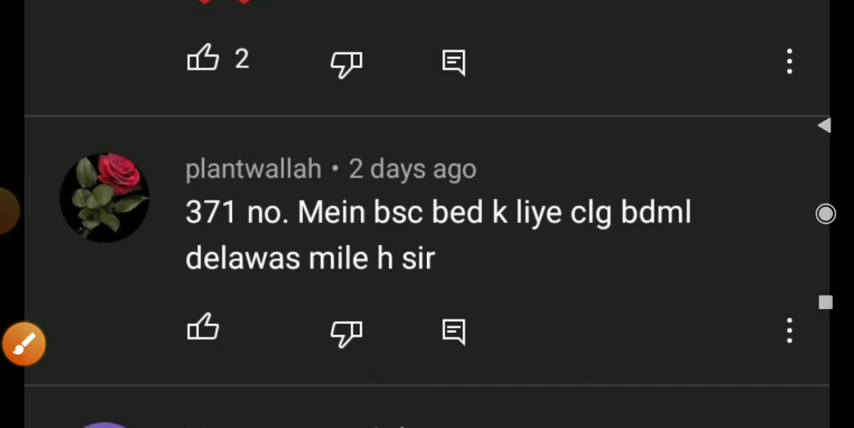 2
plantwallah • 2 days ago
371 no. Mein bsc bed k liye clg bdml
delawas mile h sir